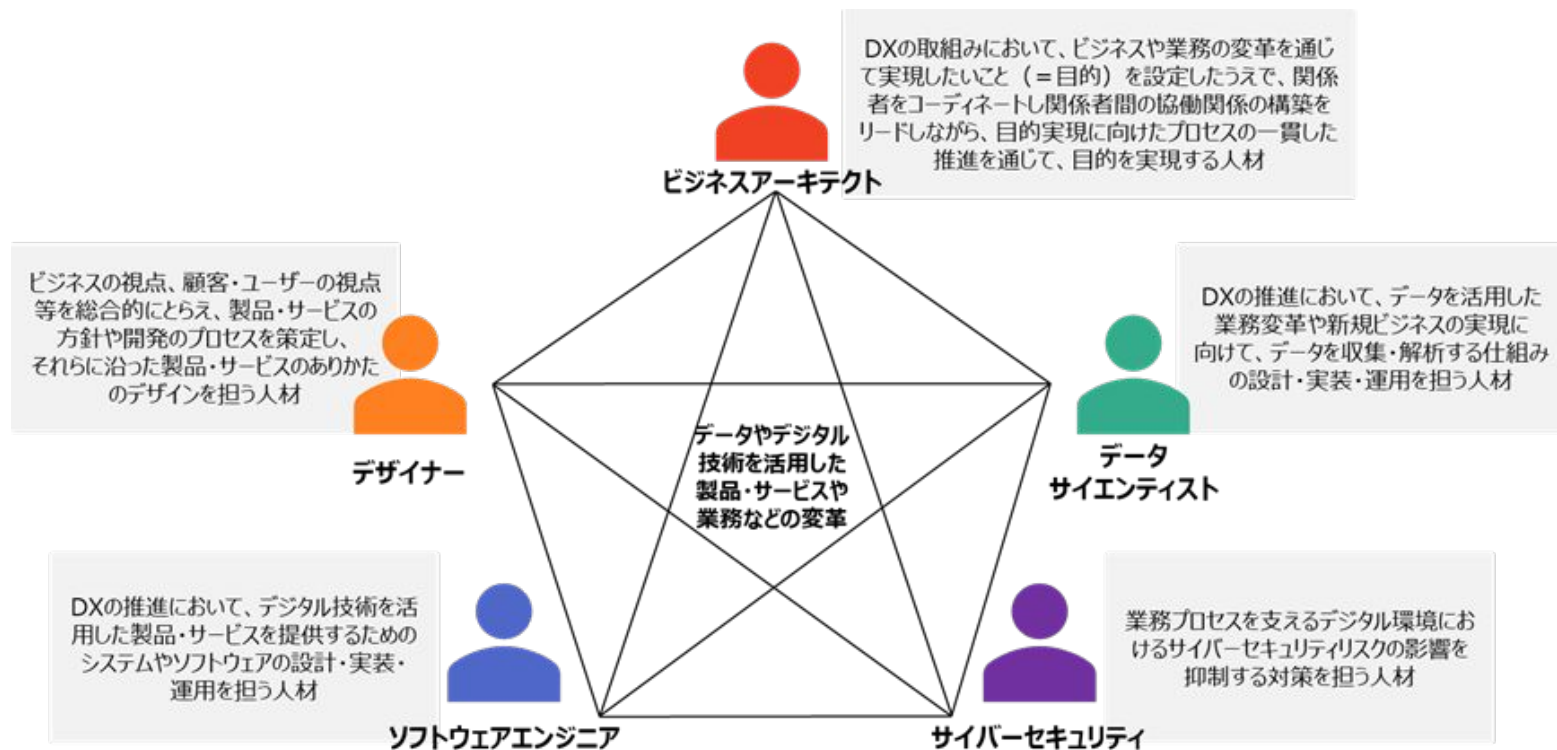 DXの取組みにおいて、ビジネスや業務の変革を通じ
て実現したいこと（＝目的）を設定したうえで、関係
者をコーディネートし関係者間の協働関係の構築を
リードしながら、目的実現に向けたプロセスの一貫した
推進を通じて、目的を実現する人材
ビジネスアーキテクト
ビジネスの視点、顧客・ユーザーの視点
等を総合的にとらえ、製品・サービスの
方針や開発のプロセスを策定し、
それらに沿った製品・サービスのありかた
のデザインを担う人材
デザイナー
DXの推進において、データを活用した
業務変革や新規ビジネスの実現に
向けて、データを収集・解析する仕組み
の設計・実装・運用を担う人材
データ
サイエンティスト
データやデジタル
技術を活用した
製品・サービスや
業務などの変革
DXの推進において、デジタル技術を活
用した製品・サービスを提供するための
システムやソフトウェアの設計・実装・
運用を担う人材
ソフトウェアエンジニア
業務プロセスを支えるデジタル環境にお
けるサイバーセキュリティリスクの影響を
抑制する対策を担う人材
サイバーセキュリティ